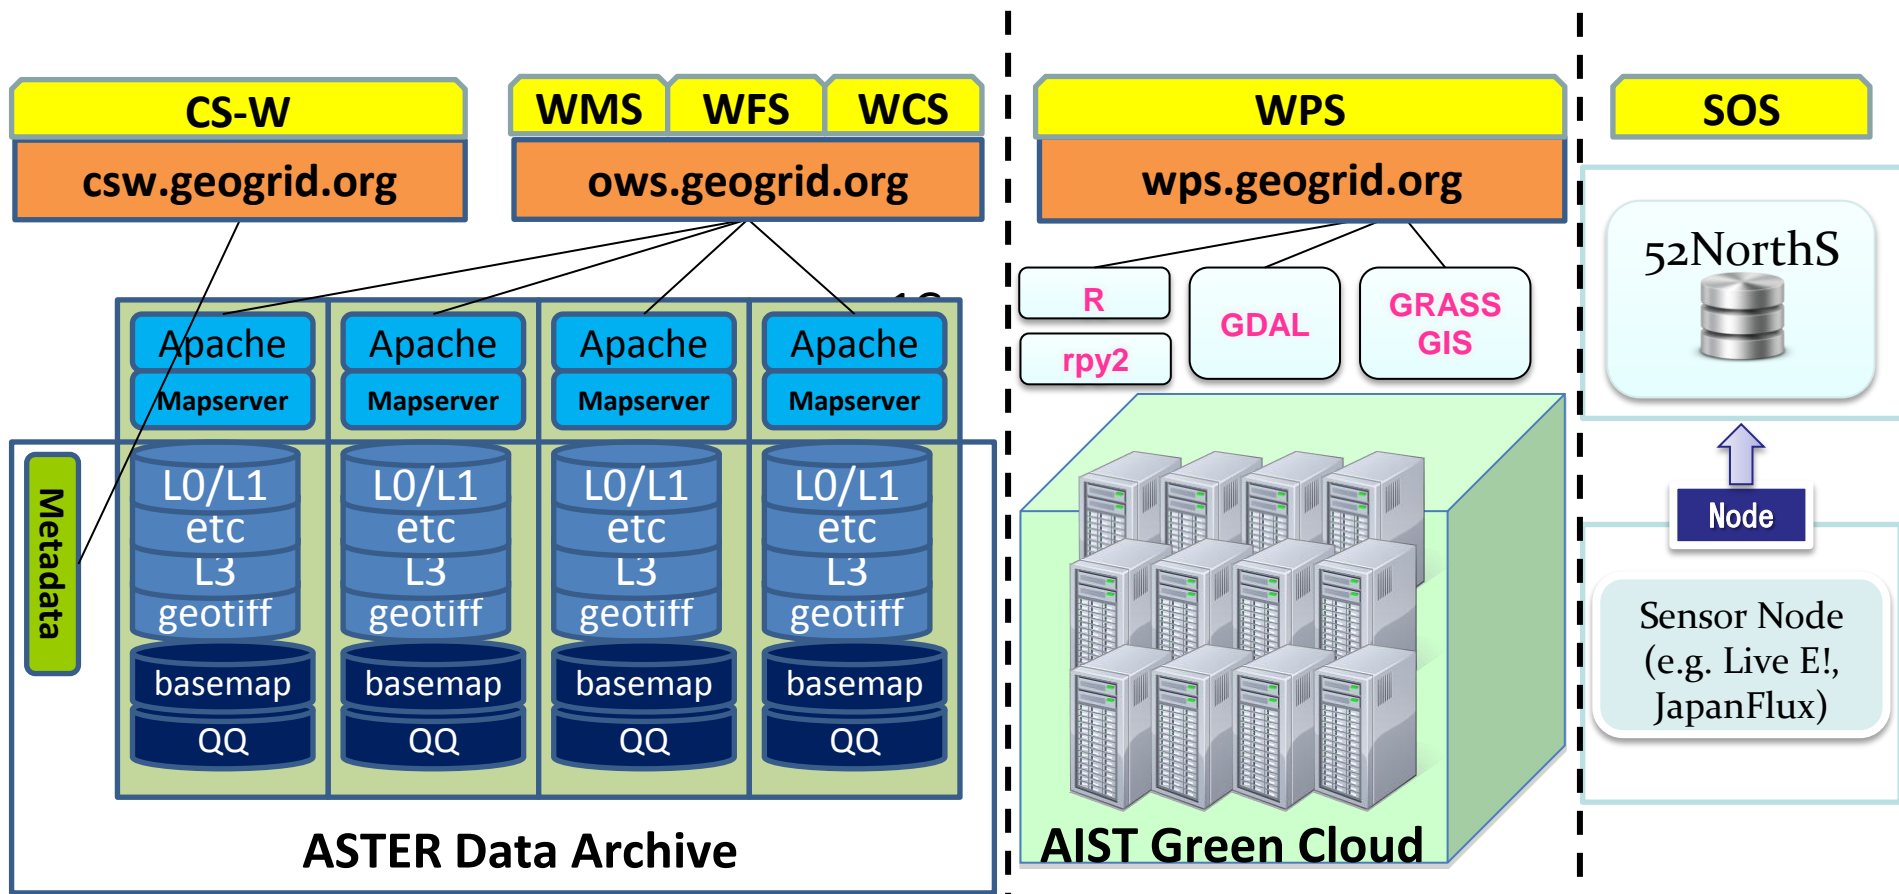 CS-W
WMS
WFS
WCS
WPS
SOS
csw.geogrid.org
ows.geogrid.org
wps.geogrid.org
52NorthS
R
rpy2
GDAL
GRASS
GIS
Apache
Apache
Apache
Apache
Mapserver
Mapserver
Mapserver
Mapserver
Metadata
L0/L1
etc
L3
geotiff
basemap
QQ
L0/L1
etc
L3
geotiff
basemap
QQ
L0/L1
etc
L3
geotiff
basemap
QQ
L0/L1
etc
L3
geotiff
basemap
QQ
ASTER Data Archive
AIST Green Cloud
Node
Sensor Node
(e.g. Live E!,
JapanFlux)